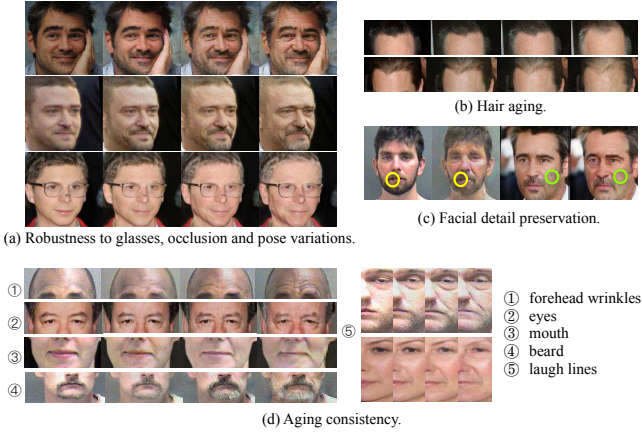 (a) Robustness to glasses, occlusion and pose variations.
(b) Hair aging.
(c) Facial detail preservation.
①
②
③
④
⑤
① forehead wrinkles
② eyes
③ mouth
④ beard
⑤ laugh lines
(d) Aging consistency.